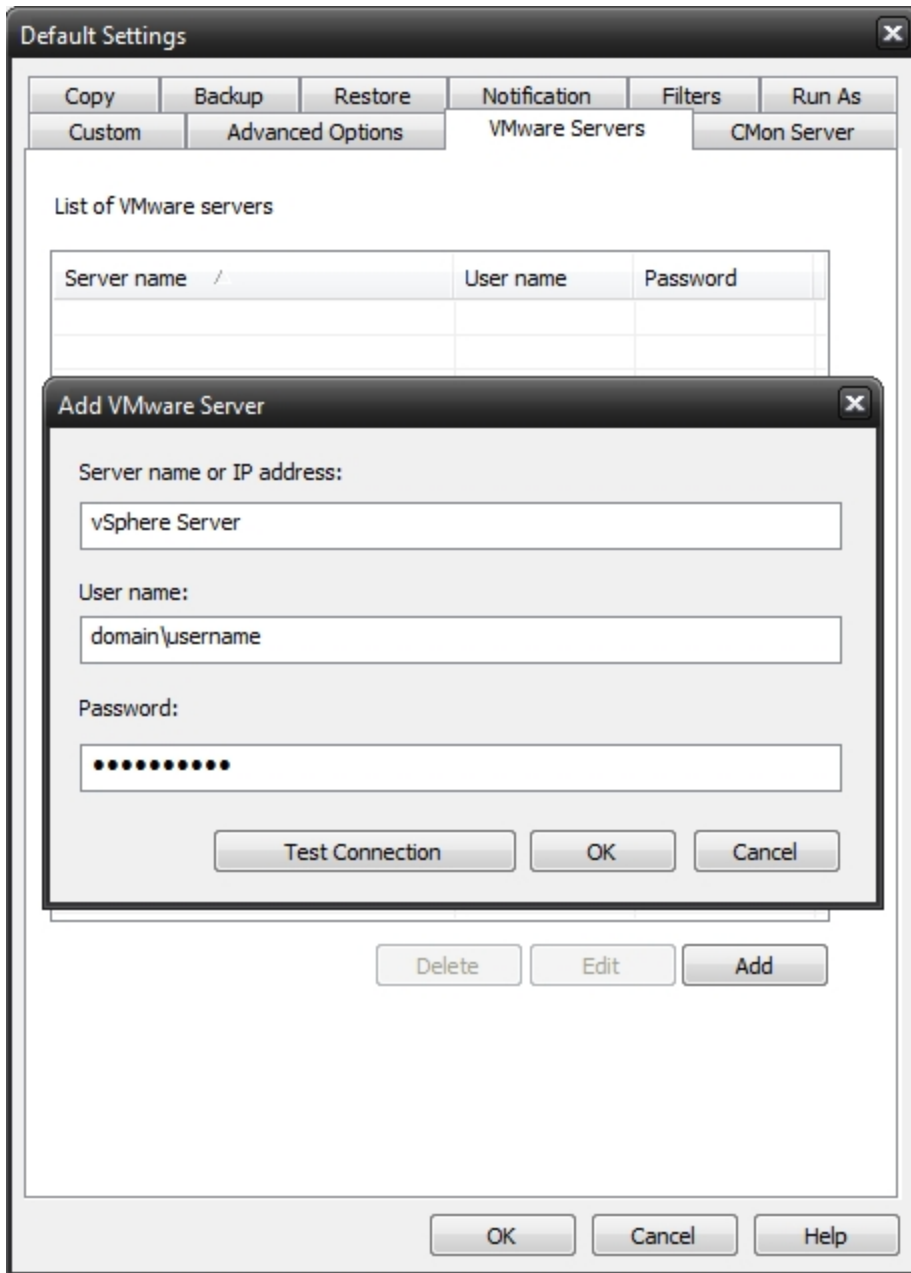 Default Settings
Copy Backup Restore Notification Filters Run As
Custom Advanced Options VMware Servers CMon Server
List of VMware servers
Server name User name Password
Add VMware Server
Server name or IP address:
vSphere Server
User name:
domain\username
Password:
••••••••••
Test Connection OK Cancel
Delete Edit Add
OK Cancel Help